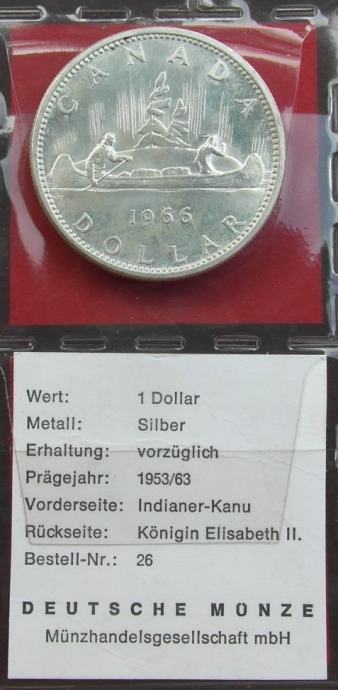 CANADA
1966
DOLLAR
Wert: 1 Dollar
Metall: Silber
Erhaltung: vorzüglich
Prägejahr: 1953/63
Vorderseite: Indianer-Kanu
Rückseite: Königin Elisabeth II.
Bestell-Nr.: 26
DEUTSCHE MÜNZE
Münzhandelsgesellschaft mbH